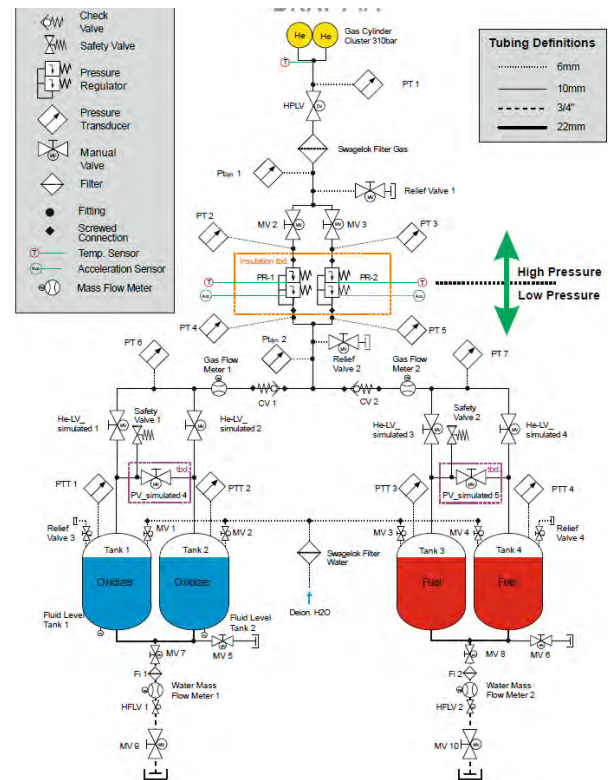 Check
Valve
Safety Valve
Pressure
Regulator
Pressure
Transducer
Manual
Valve
Filter
Fitting
Screwed
Connection
Temp. Sensor
Acceleration Sensor
Mass Flow Meter
He He
Gas Cylinder
Cluster 310bar
Tubing Definitions
6mm
10mm
3/4"
22mm
T
PT 1
HPLV
Swagelok Filter Gas
Relief Valve 1
PT 2
MV 2
MV 3
PT 3
Insulation tbd.
PR-1
PR-2
High Pressure
Low Pressure
PT 4
PT 5
Relief
Valve 2
PT 6
Gas Flow
Meter 1
Gas Flow
Meter 2
PT 7
CV 1
CV 2
He-LV_
simulated 1
Safety
Valve 1
He-LV_
simulated 2
He-LV_
simulated 3
Safety
Valve 2
He-LV_
simulated 4
tbd.
tbd.
PTT 1
PV_simulated 4
PTT 2
PTT 3
PV_simulated 5
PTT 4
Relief
Valve 3
MV 1
MV 2
MV 3
MV 4
Relief
Valve 4
Tank 1
Tank 2
Tank 3
Tank 4
Swagelok Filter
Water
Oxidizer
Oxidizer
Fuel
Fuel
Deion. H2O
Fluid Level
Tank 1
Fluid Level
Tank 2
MV 7
MV 5
MV 8
MV 6
Fi 1
Fi 2
Water Mass
Flow Meter 1
Water Mass
Flow Meter 2
HFLV 1
HFLV 2
MV 9
MV 10